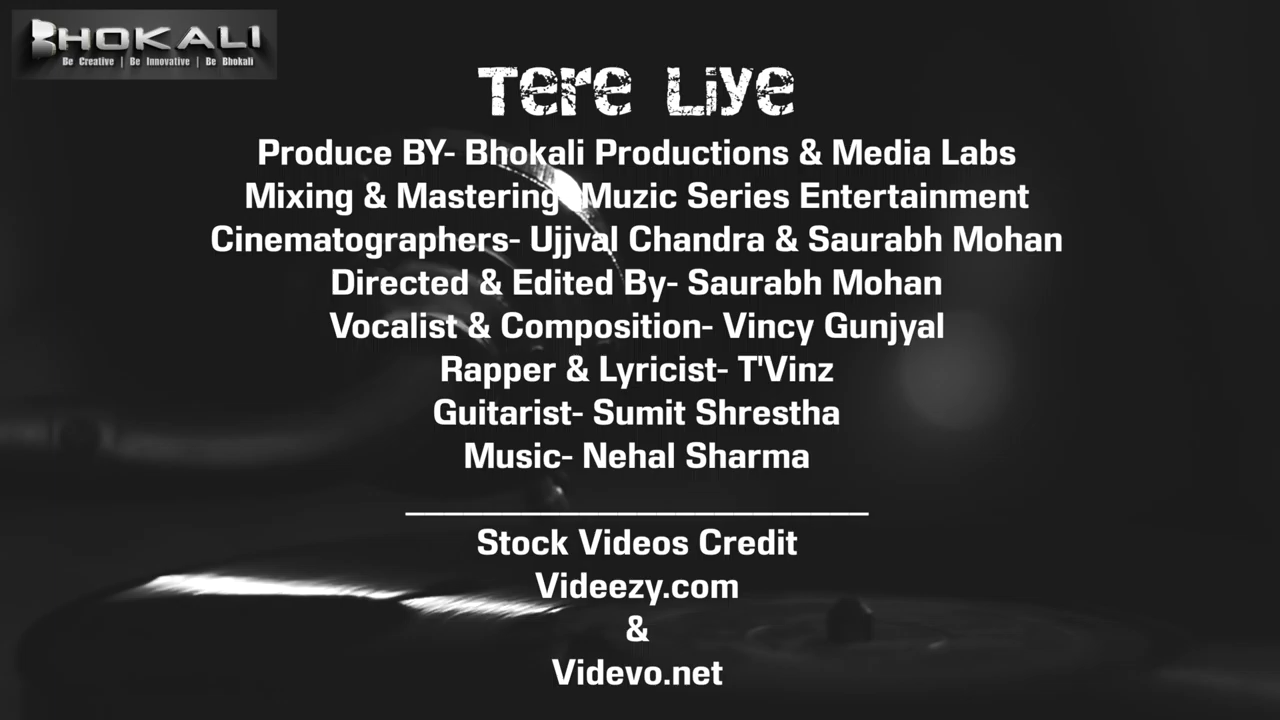 BHOKALI
Be Creative | Be Innovative | Be Bhokali
Tere Liye
Produce BY- Bhokali Productions & Media Labs
Mixing & Mastering- Muzic Series Entertainment
Cinematographers- Ujjval Chandra & Saurabh Mohan
Directed & Edited By- Saurabh Mohan
Vocalist & Composition- Vincy Gunjyal
Rapper & Lyricist- T'Vinz
Guitarist- Sumit Shrestha
Music- Nehal Sharma
________________________
Stock Videos Credit
Videezy.com
&
Videvo.net